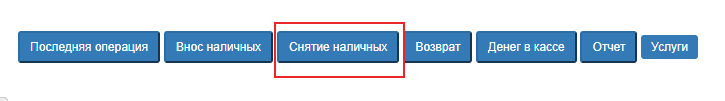 Последняя операция Внос наличных Снятие наличных Возврат Денег в кассе Отчет Услуги